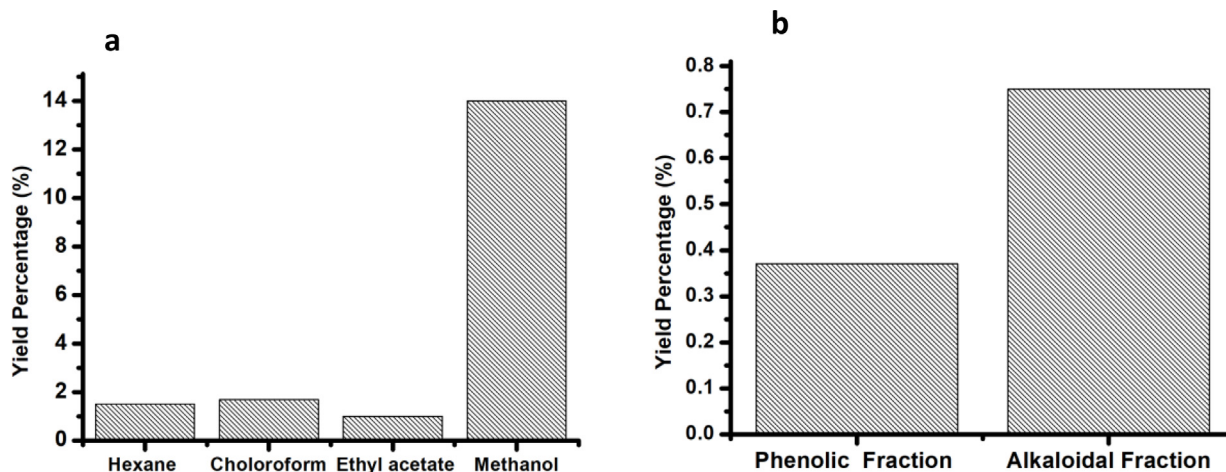 a
Yield Percentage (%)
14
12
10
8
6
4
2
0
Hexane Choloroform Ethyl acetate Methanol
b
Yield Percentage (%)
0.8
0.7
0.6
0.5
0.4
0.3
0.2
0.1
0.0
Phenolic Fraction Alkaloidal Fraction